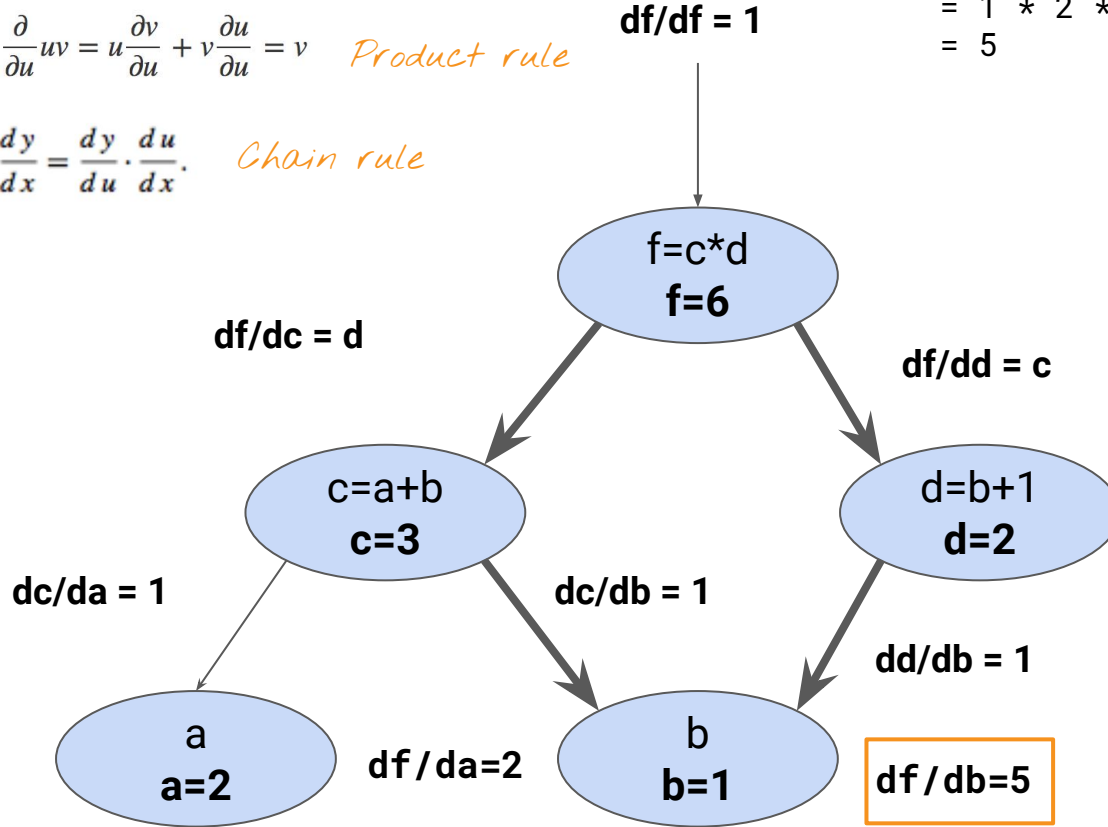 ∂/∂u uv = u ∂v/∂u + v ∂u/∂u = v
Product rule
dy/dx = dy/du · du/dx.
Chain rule
df/df = 1
= 1 * 2 *
= 5
f=c*d
f=6
df/dc = d
df/dd = c
c=a+b
c=3
d=b+1
d=2
dc/da = 1
dc/db = 1
dd/db = 1
a
a=2
df/da=2
b
b=1
df/db=5